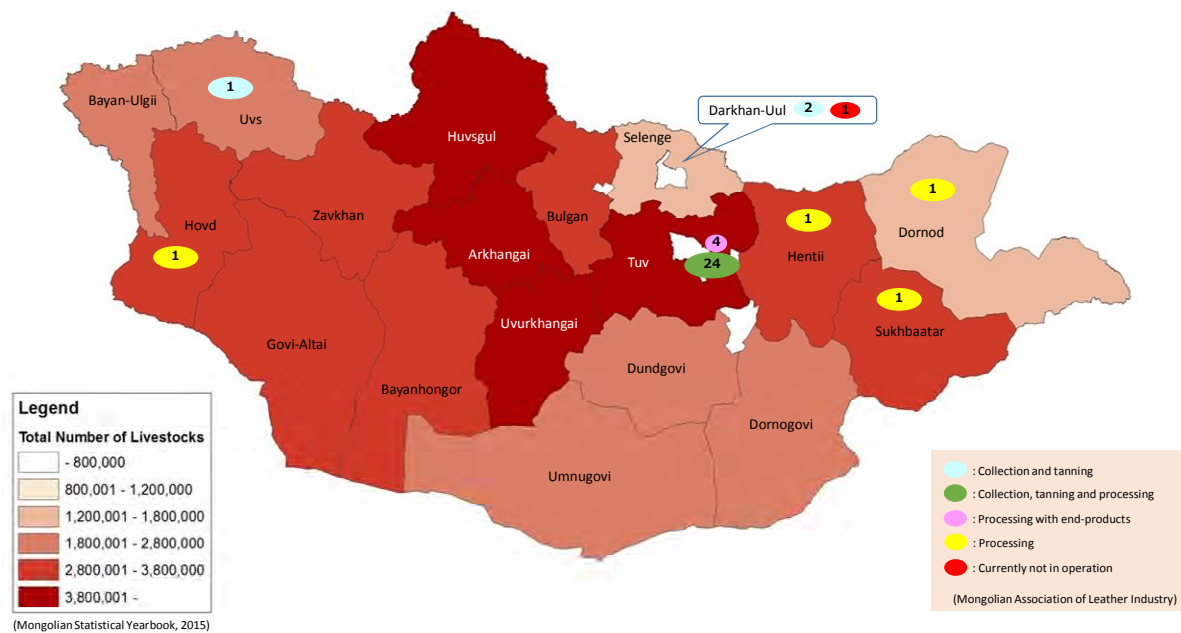 Bayan-Ulgii
1
Uvs
Huvsgul
Darkhan-Uul 2 1
Selenge
Hovd
Zavkhan
Bulgan
1
Arkhangai
Tuv
4
24
1
Hentii
1
Dornod
1
Sukhbaatar
Uvurkhangai
Govi-Altai
Bayanhongor
Dundgovi
Dornogovi
Umnugovi
Legend
Total Number of Livestocks
- 800,000
800,001 - 1,200,000
1,200,001 - 1,800,000
1,800,001 - 2,800,000
2,800,001 - 3,800,000
3,800,001 -
(Mongolian Statistical Yearbook, 2015)
: Collection and tanning
: Collection, tanning and processing
: Processing with end-products
: Processing
: Currently not in operation
(Mongolian Association of Leather Industry)